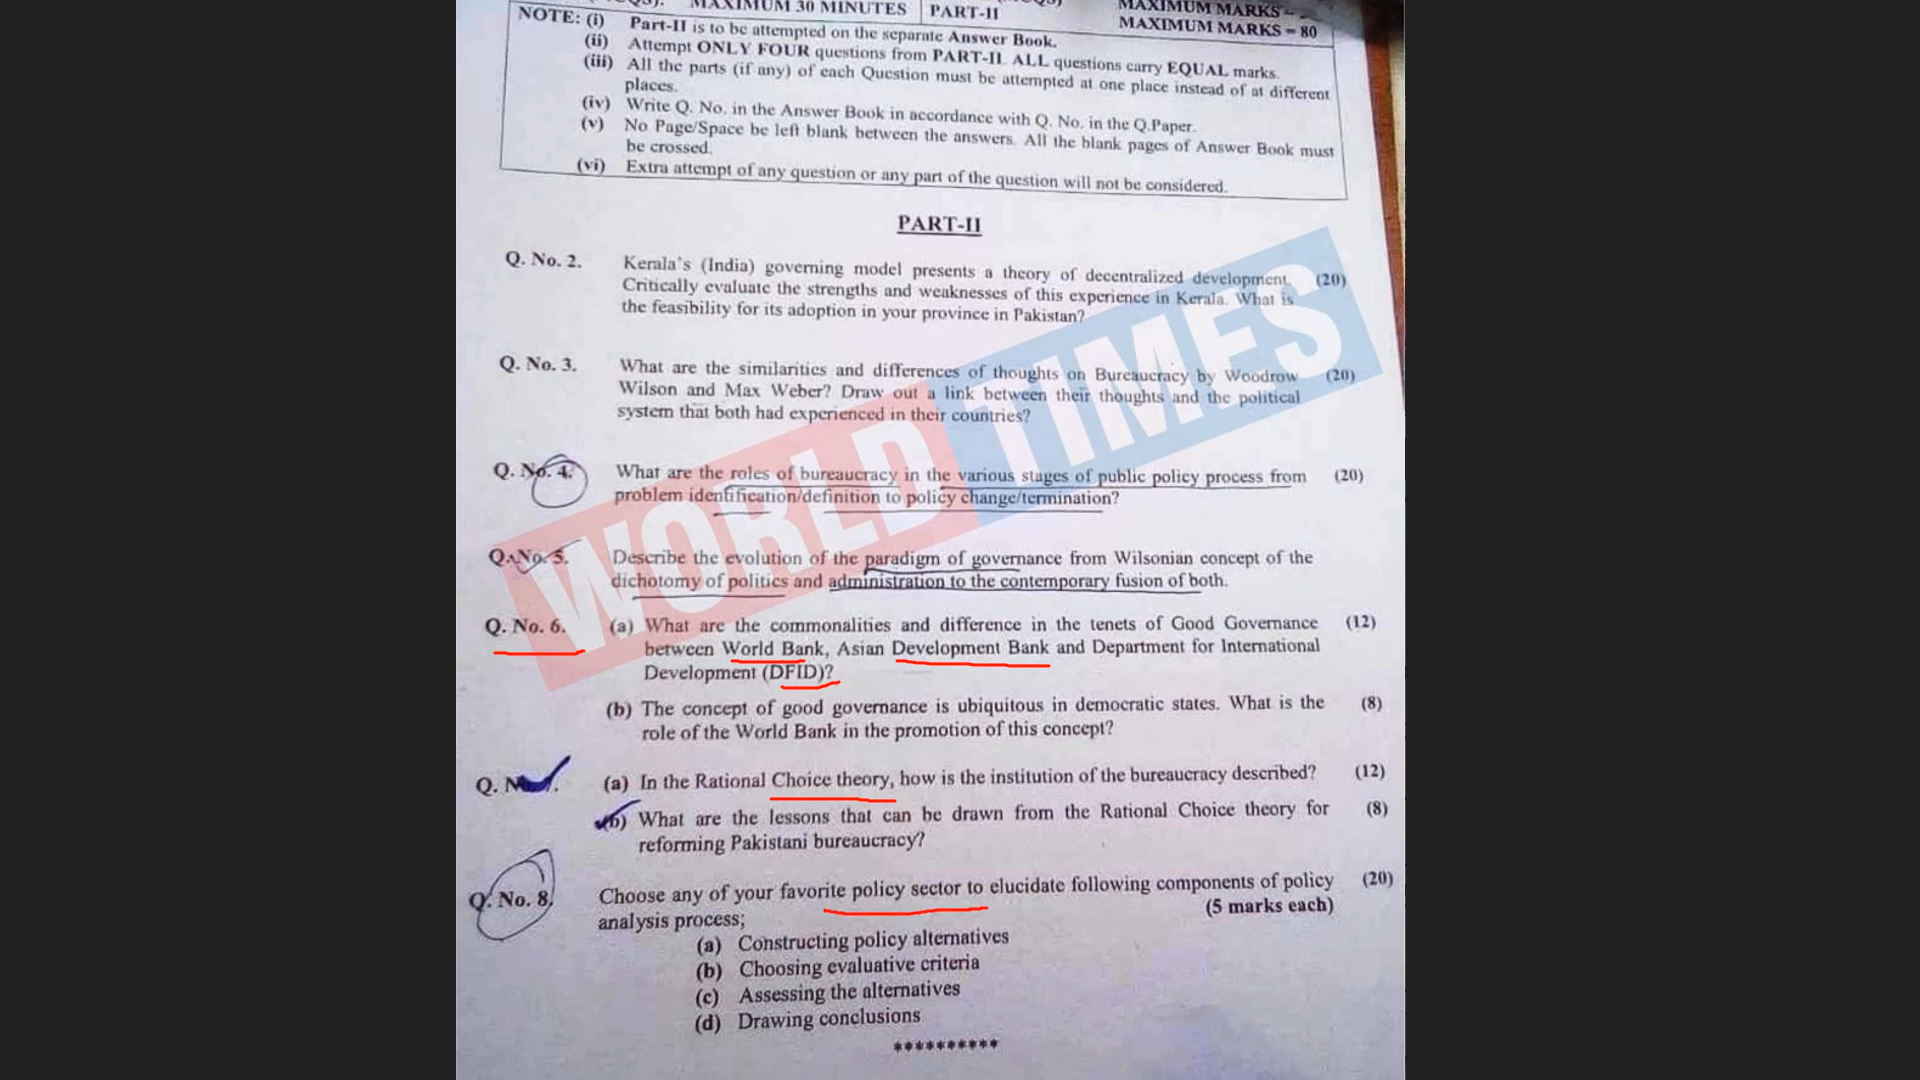 MAXIMUM 30 MINUTES PART-II MAXIMUM MARKS
MAXIMUM MARKS = 80
NOTE: (i) Part-II is to be attempted on the separate Answer Book.
(ii) Attempt ONLY FOUR questions from PART-II. ALL questions carry EQUAL marks.
(iii) All the parts (if any) of each Question must be attempted at one place instead of at different
places.
(iv) Write Q. No. in the Answer Book in accordance with Q. No. in the Q.Paper.
(v) No Page/Space be left blank between the answers. All the blank pages of Answer Book must
be crossed.
(vi) Extra attempt of any question or any part of the question will not be considered.
PART-II
Q. No. 2. Kerala's (India) governing model presents a theory of decentralized development. (20)
Critically evaluate the strengths and weaknesses of this experience in Kerala. What is
the feasibility for its adoption in your province in Pakistan?
Q. No. 3. What are the similarities and differences of thoughts on Bureaucracy by Woodrow (20)
Wilson and Max Weber? Draw out a link between their thoughts and the political
system that both had experienced in their countries?
Q. No. 4. What are the roles of bureaucracy in the various stages of public policy process from (20)
problem identification/definition to policy change/termination?
Q. No. 5. Describe the evolution of the paradigm of governance from Wilsonian concept of the
dichotomy of politics and administration to the contemporary fusion of both.
Q. No. 6. (a) What are the commonalities and difference in the tenets of Good Governance (12)
between World Bank, Asian Development Bank and Department for International
Development (DFID)?
(b) The concept of good governance is ubiquitous in democratic states. What is the (8)
role of the World Bank in the promotion of this concept?
Q. (a) In the Rational Choice theory, how is the institution of the bureaucracy described? (12)
(b) What are the lessons that can be drawn from the Rational Choice theory for (8)
reforming Pakistani bureaucracy?
Q. No. 8. Choose any of your favorite policy sector to elucidate following components of policy (20)
analysis process; (5 marks each)
(a) Constructing policy alternatives
(b) Choosing evaluative criteria
(c) Assessing the alternatives
(d) Drawing conclusions
**********
WORLD TIMES